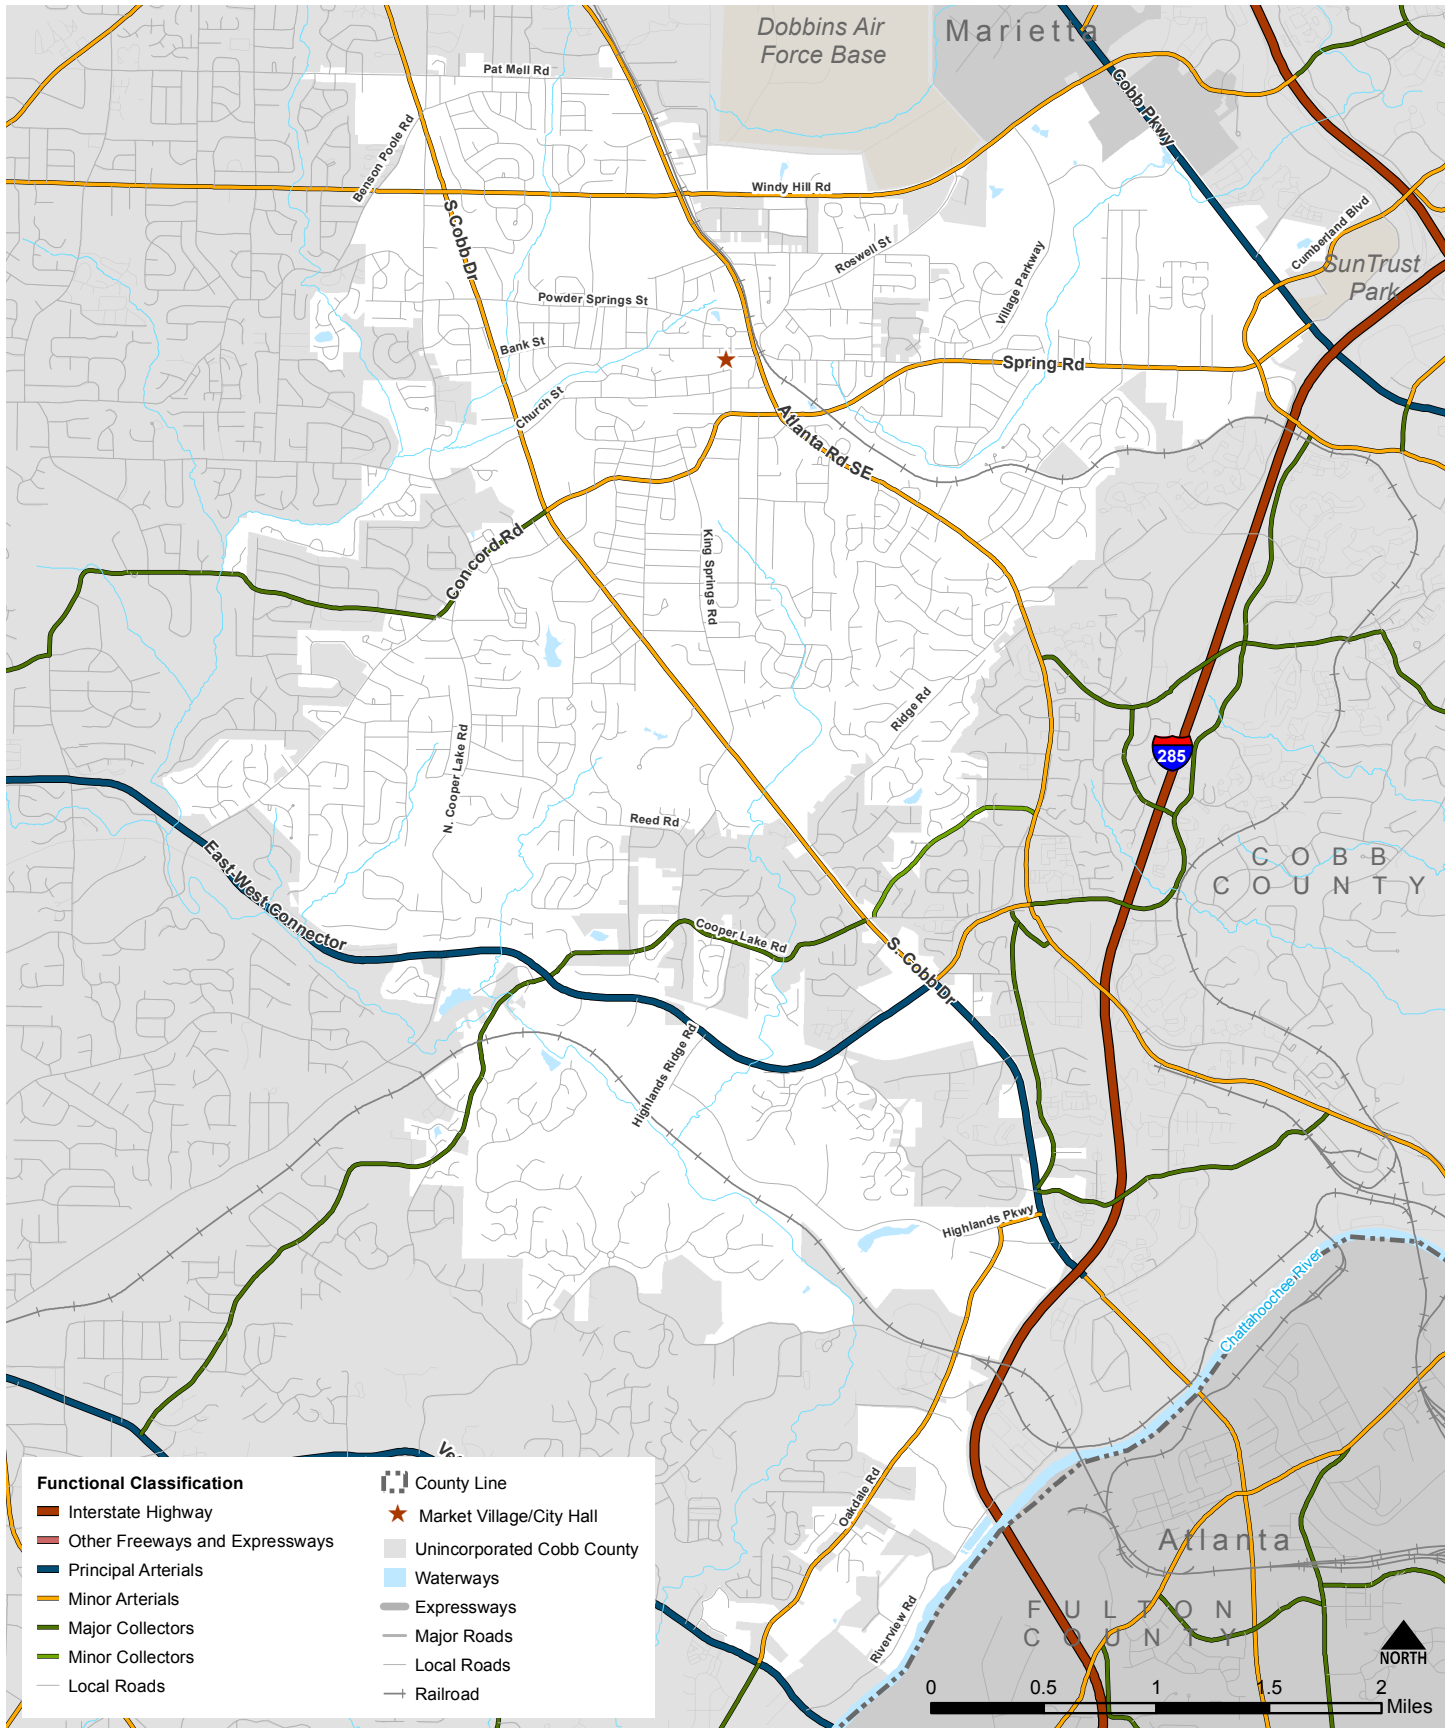 Dobbins Air
Force Base
Marietta
Pat Mell Rd
Cobb Pkwy
Benson Poole Rd
Windy Hill Rd
S Cobb Dr
Roswell St
Village Parkway
Cumberland Blvd
SunTrust
Park
Powder Springs St
Bank St
Spring Rd
Church St
Atlanta Rd SE
Concord Rd
King Springs Rd
Ridge Rd
N. Cooper Lake Rd
285
Reed Rd
COBB
COUNTY
East-West Connector
Cooper Lake Rd
S. Cobb Dr
Highlands Ridge Rd
Highlands Pkwy
Chattahoochee River
Oakdale Rd
Atlanta
Riverview Rd
FULTON
COUNTY
Functional Classification
Interstate Highway
Other Freeways and Expressways
Principal Arterials
Minor Arterials
Major Collectors
Minor Collectors
Local Roads
County Line
Market Village/City Hall
Unincorporated Cobb County
Waterways
Expressways
Major Roads
Local Roads
Railroad
NORTH
0 0.5 1 1.5 2
Miles